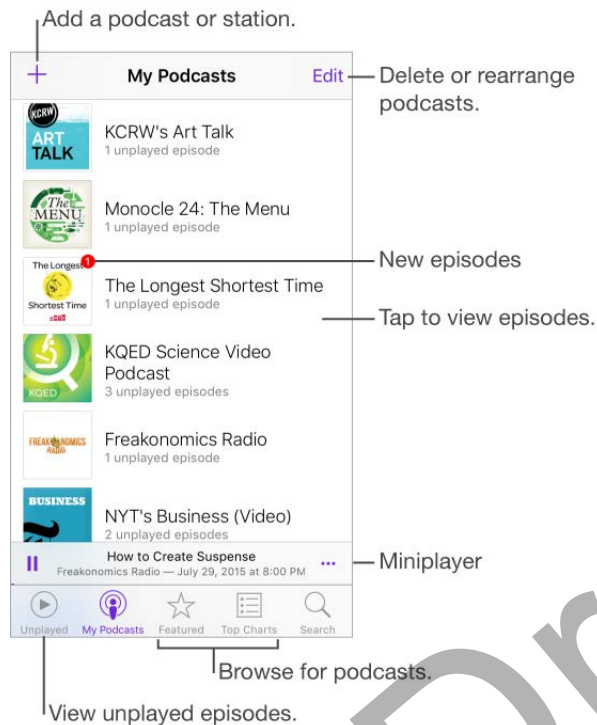 Add a podcast or station.
My Podcasts
Edit
Delete or rearrange
podcasts.
KCRW
ART
TALK
KCRW's Art Talk
1 unplayed episode
The
MENU
Monocle 24: The Menu
1 unplayed episode
New episodes
The Longest
1
Shortest Time
The Longest Shortest Time
1 unplayed episode
Tap to view episodes.
KQED
KQED Science Video
Podcast
3 unplayed episodes
FREAKONOMICS
RADIO
Freakonomics Radio
1 unplayed episode
BUSINESS
NYT's Business (Video)
2 unplayed episodes
How to Create Suspense
Freakonomics Radio — July 29, 2015 at 8:00 PM
Miniplayer
Unplayed
My Podcasts
Featured
Top Charts
Search
Browse for podcasts.
View unplayed episodes.
Dr